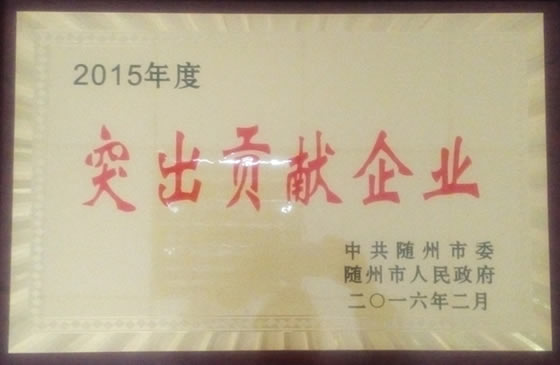 2015年度
突出贡献企业
中共随州市委
随州市人民政府
二〇一六年二月